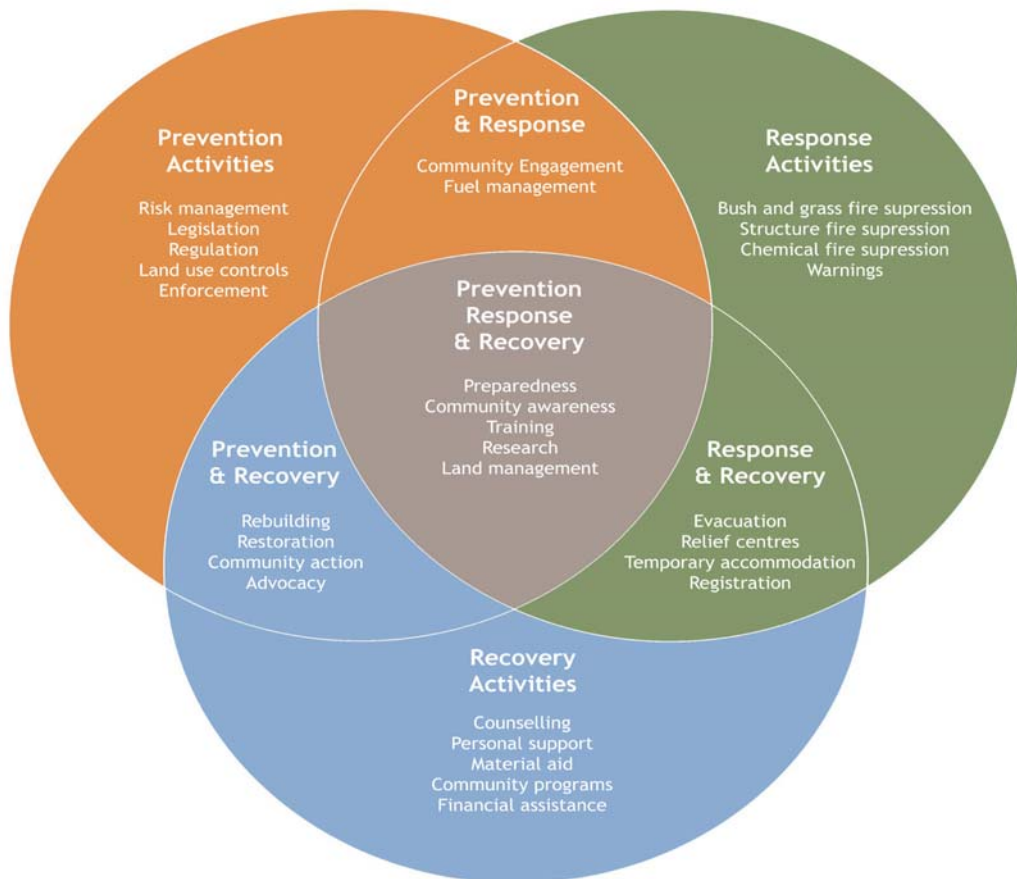 Prevention
& Response
Community Engagement
Fuel management
Prevention
Activities
Risk management
Legislation
Regulation
Land use controls
Enforcement
Response
Activities
Bush and grass fire supression
Structure fire supression
Chemical fire supression
Warnings
Prevention
Response
& Recovery
Preparedness
Community awareness
Training
Research
Land management
Prevention
& Recovery
Rebuilding
Restoration
Community action
Advocacy
Response
& Recovery
Evacuation
Relief centres
Temporary accommodation
Registration
Recovery
Activities
Counselling
Personal support
Material aid
Community programs
Financial assistance